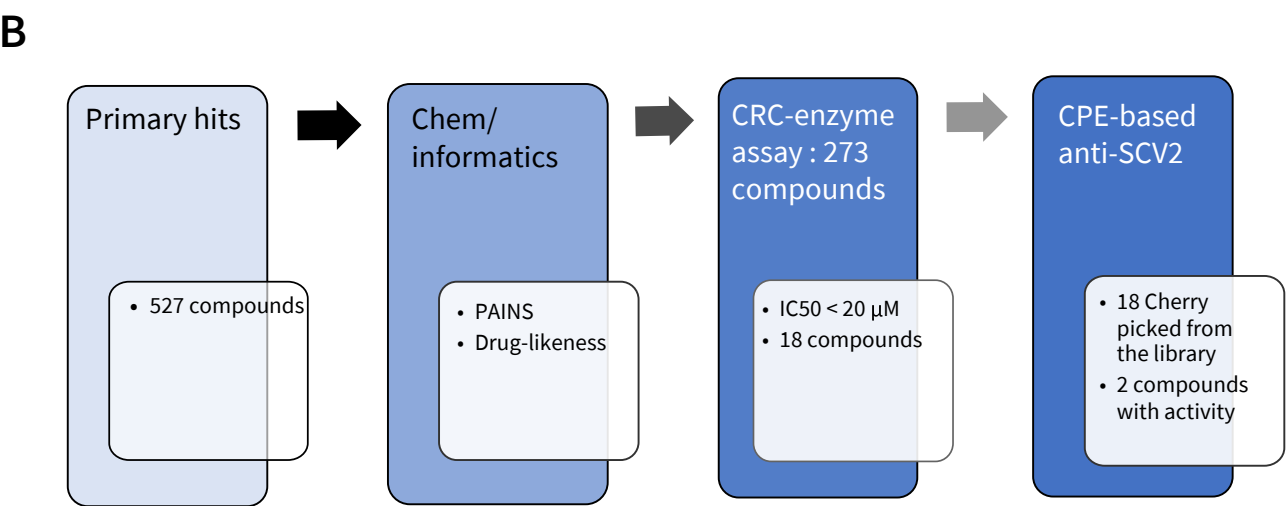 B
Primary hits
• 527 compounds
Chem/
informatics
• PAINS
• Drug-likeness
CRC-enzyme
assay : 273
compounds
• IC50 < 20 µM
• 18 compounds
CPE-based
anti-SCV2
• 18 Cherry
picked from
the library
• 2 compounds
with activity